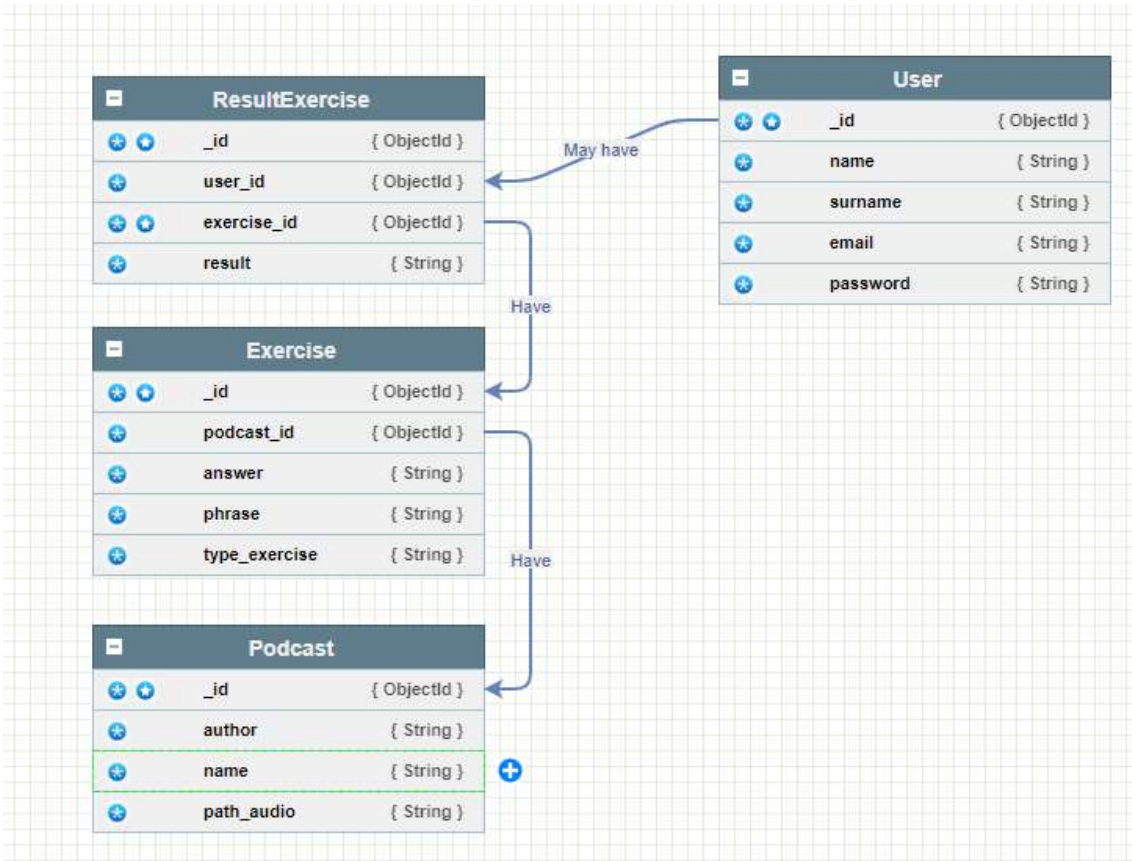 ResultExercise
_id { ObjectId }
user_id { ObjectId }
exercise_id { ObjectId }
result { String }
May have
User
_id { ObjectId }
name { String }
surname { String }
email { String }
password { String }
Have
Exercise
_id { ObjectId }
podcast_id { ObjectId }
answer { String }
phrase { String }
type_exercise { String }
Have
Podcast
_id { ObjectId }
author { String }
name { String }
path_audio { String }